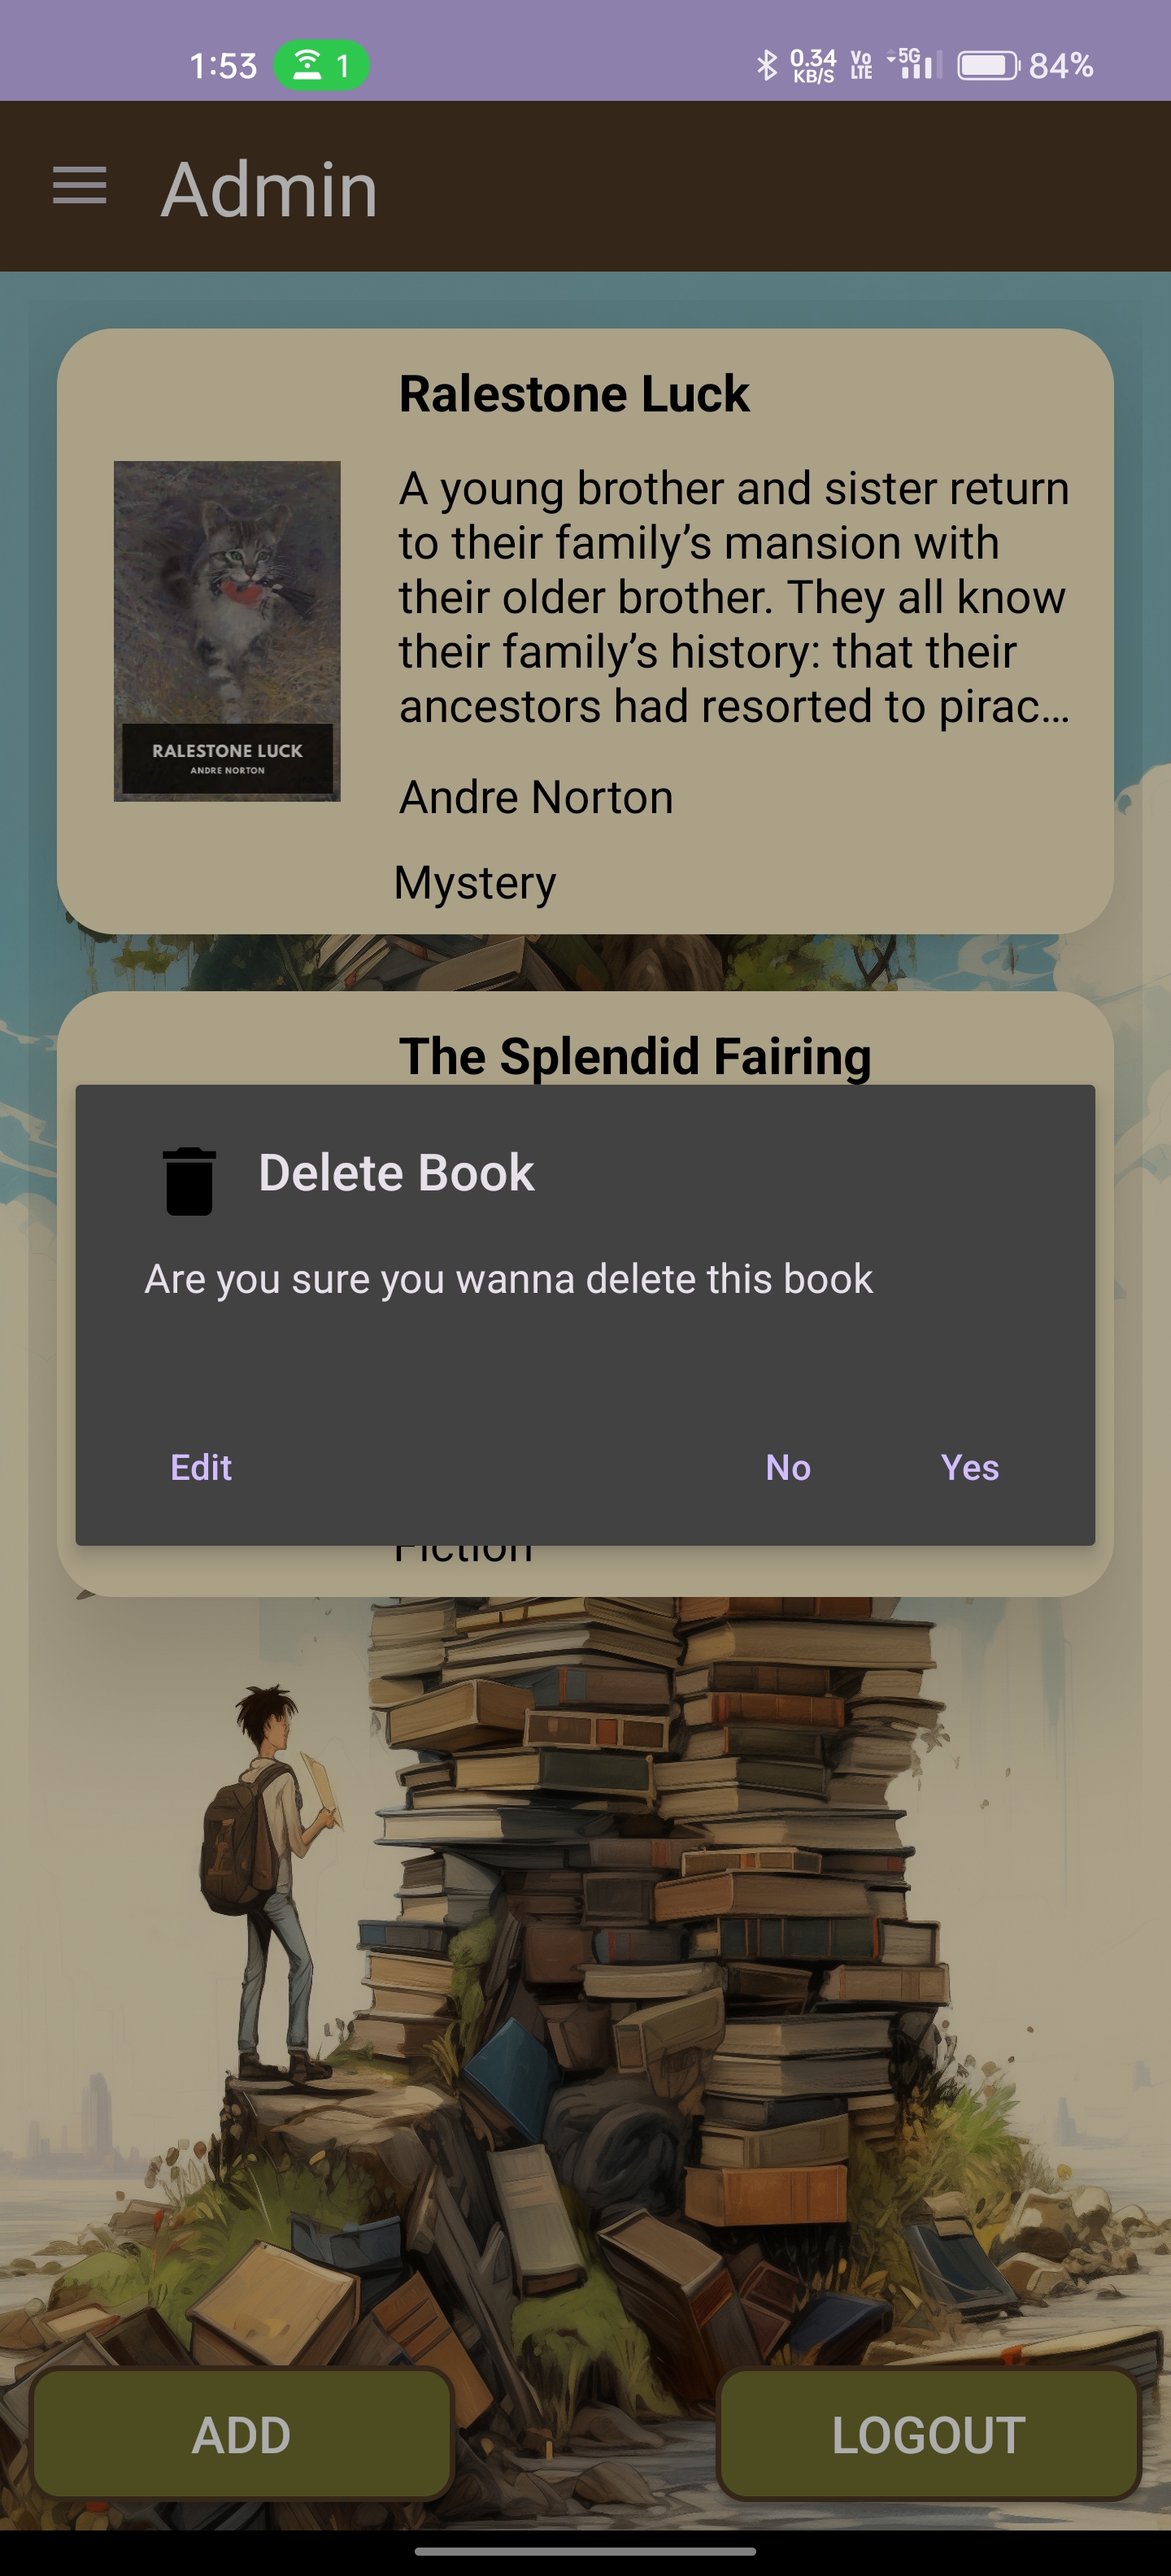 1:53 1 0.34 KB/S Vo LTE 5G 84%
Admin
Ralestone Luck
A young brother and sister return
to their family’s mansion with
their older brother. They all know
their family’s history: that their
ancestors had resorted to pirac…
RALESTONE LUCK
ANDRE NORTON
Andre Norton
Mystery
The Splendid Fairing
Delete Book
Are you sure you wanna delete this book
Edit No Yes
Fiction
ADD LOGOUT